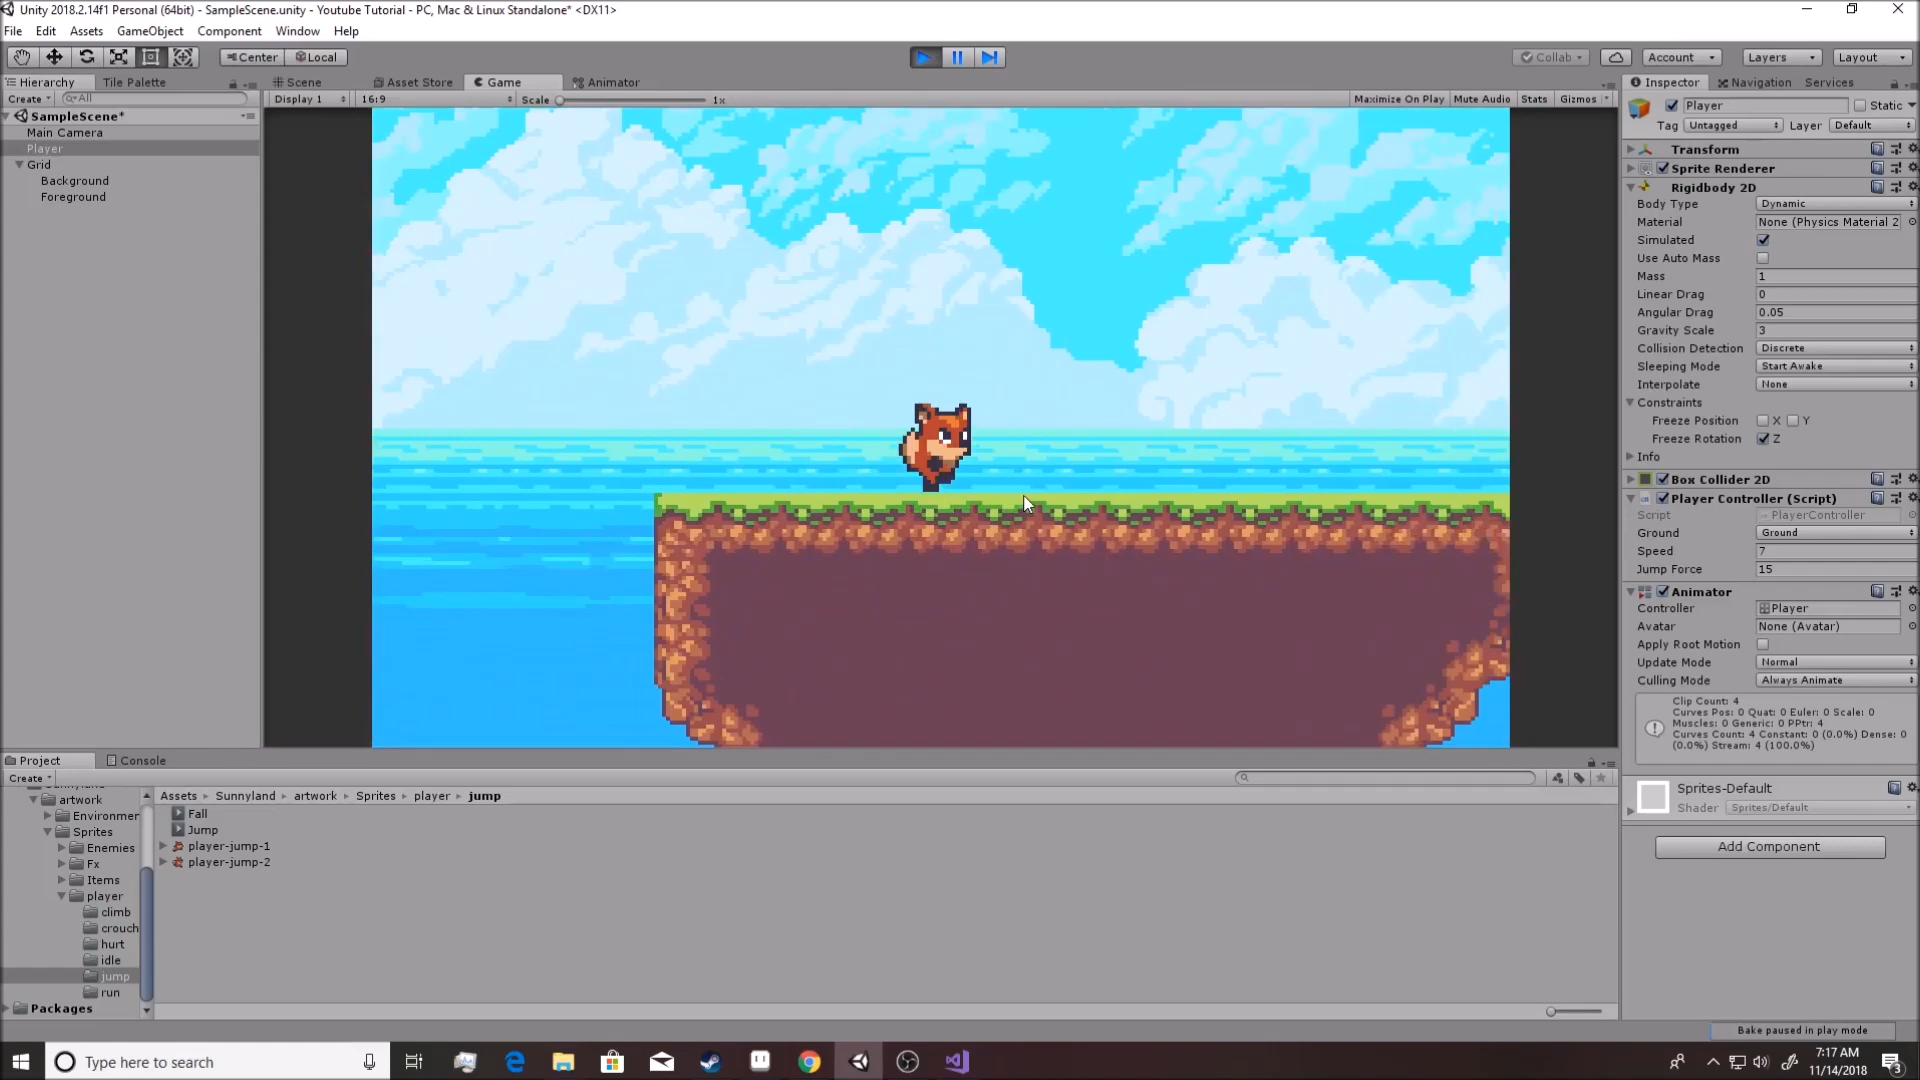 Unity 2018.2.14f1 Personal (64bit) - SampleScene.unity - Youtube Tutorial - PC, Mac & Linux Standalone* <DX11>
File Edit Assets GameObject Component Window Help
Center Local Collab Account Layers Layout
Hierarchy Tile Palette Scene Asset Store Game Animator Inspector Navigation Services
Create All Display 1 16:9 Scale 1x Maximize On Play Mute Audio Stats Gizmos
Player Static
SampleScene*
Tag Untagged Layer Default
Main Camera
Player
Grid
Background
Foreground
Transform
Sprite Renderer
Rigidbody 2D
Body Type Dynamic
Material None (Physics Material 2
Simulated
Use Auto Mass
Mass 1
Linear Drag 0
Angular Drag 0.05
Gravity Scale 3
Collision Detection Discrete
Sleeping Mode Start Awake
Interpolate None
Constraints
Freeze Position X Y
Freeze Rotation Z
Info
Box Collider 2D
Player Controller (Script)
Script PlayerController
Ground Ground
Speed 7
Jump Force 15
Animator
Controller Player
Avatar None (Avatar)
Apply Root Motion
Update Mode Normal
Culling Mode Always Animate
Clip Count: 4
Curves Pos: 0 Quat: 0 Euler: 0 Scale: 0
Muscles: 0 Generic: 0 PPtr: 4
Curves Count: 4 Constant: 0 (0.0%) Dense: 0
(0.0%) Stream: 4 (100.0%)
Sprites-Default
Shader Sprites/Default
Add Component
Project Console
Create
Assets Sunnyland artwork Sprites player jump
artwork
Environmer
Sprites
Enemies
Fx
Items
player
climb
crouch
hurt
idle
jump
run
Packages
Fall
Jump
player-jump-1
player-jump-2
Bake paused in play mode
Type here to search
7:17 AM
11/14/2018
3